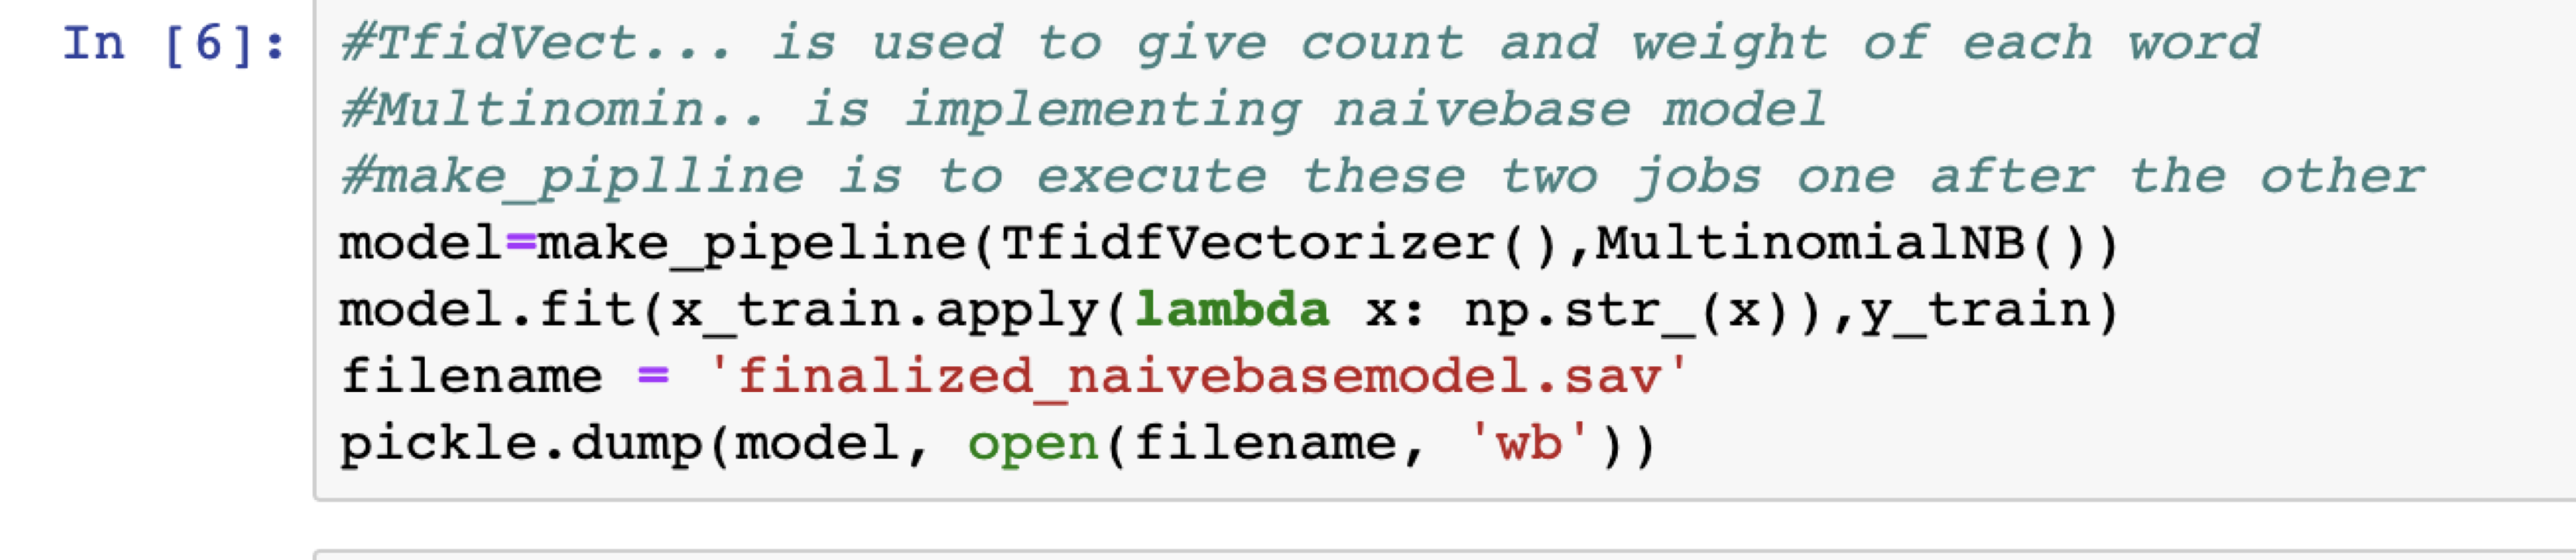 In [6]: #TfidVect... is used to give count and weight of each word
#Multinomin.. is implementing naivebase model
#make_piplline is to execute these two jobs one after the other
model=make_pipeline(TfidfVectorizer(),MultinomialNB())
model.fit(x_train.apply(lambda x: np.str_(x)),y_train)
filename = 'finalized_naivebasemodel.sav'
pickle.dump(model, open(filename, 'wb'))